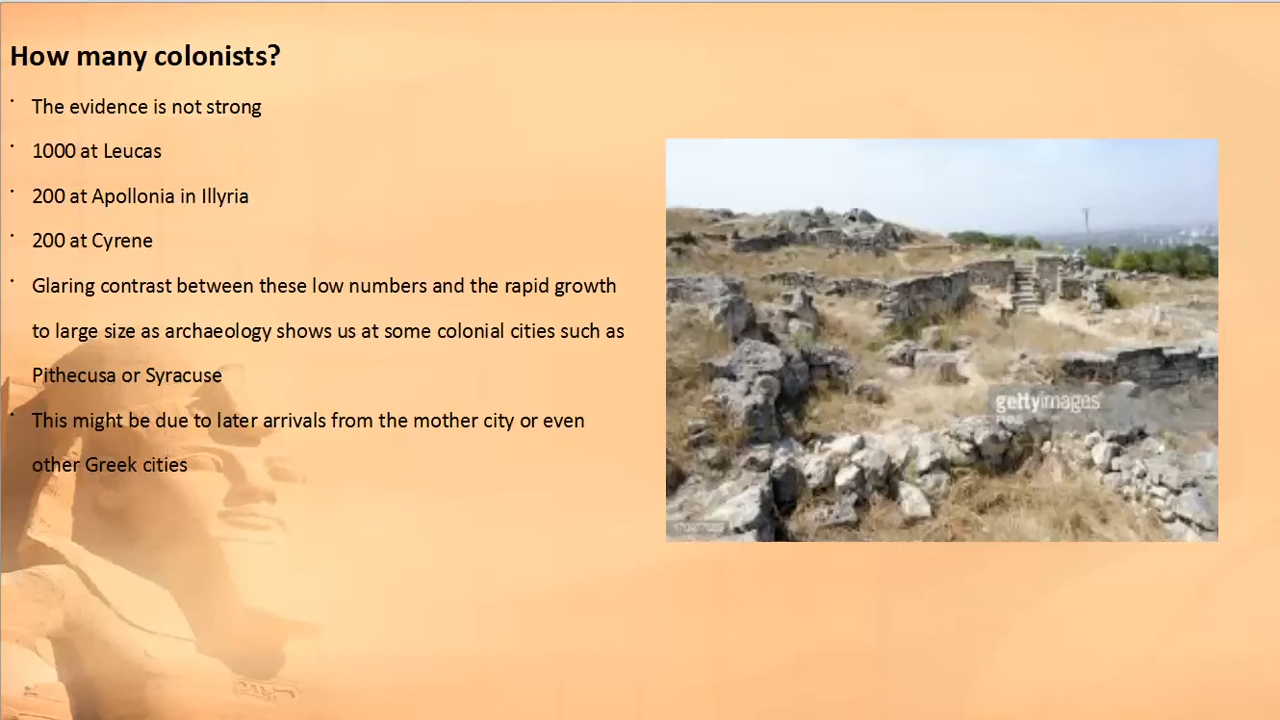 How many colonists?
· The evidence is not strong
· 1000 at Leucas
· 200 at Apollonia in Illyria
· 200 at Cyrene
· Glaring contrast between these low numbers and the rapid growth
to large size as archaeology shows us at some colonial cities such as
Pithecusa or Syracuse
· This might be due to later arrivals from the mother city or even
other Greek cities
gettyimages